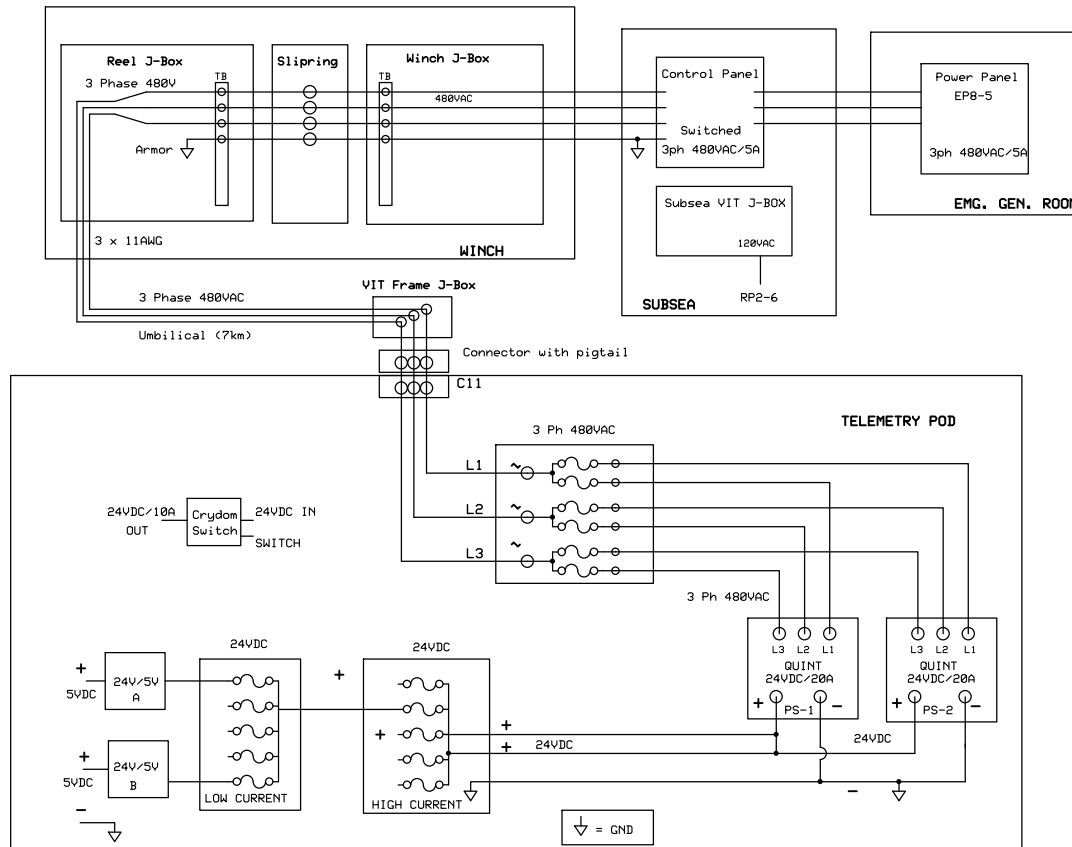 Reel J-Box
3 Phase 480V
TB
Armor
3 x 11AWG
Slipring
Winch J-Box
TB
480VAC
WINCH
Control Panel
Switched
3ph 480VAC/5A
Subsea VIT J-BOX
120VAC
RP2-6
SUBSEA
Power Panel
EP8-5
3ph 480VAC/5A
EMG. GEN. ROOM
VIT Frame J-Box
3 Phase 480VAC
Umbilical (7km)
Connector with pigtail
C11
TELEMETRY POD
3 Ph 480VAC
L1
~
L2
~
L3
~
24VDC/10A
OUT
Crydom
Switch
24VDC IN
SWITCH
3 Ph 480VAC
L3 L2 L1
QUINT
24VDC/20A
+ PS-1 -
L3 L2 L1
QUINT
24VDC/20A
+ PS-2 -
24VDC
24VDC
+
5VDC
24V/5V
A
+
5VDC
24V/5V
B
-
LOW CURRENT
+
+
HIGH CURRENT
+
+
24VDC
24VDC
-
= GND